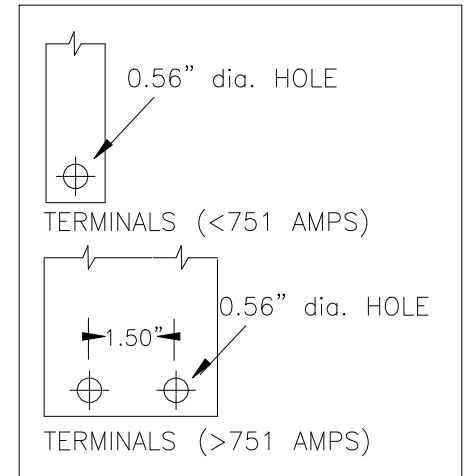 0.56” dia. HOLE
TERMINALS (<751 AMPS)
0.56” dia. HOLE
1.50”
TERMINALS (>751 AMPS)